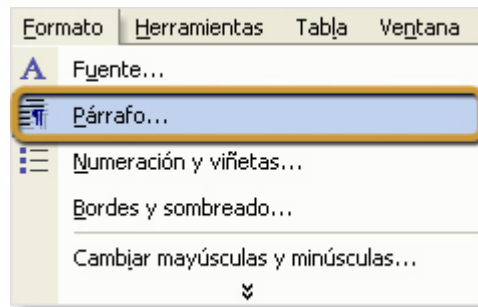 Formato Herramientas Tabla Ventana
Fuente...
Párrafo...
Numeración y viñetas...
Bordes y sombreado...
Cambiar mayúsculas y minúsculas...